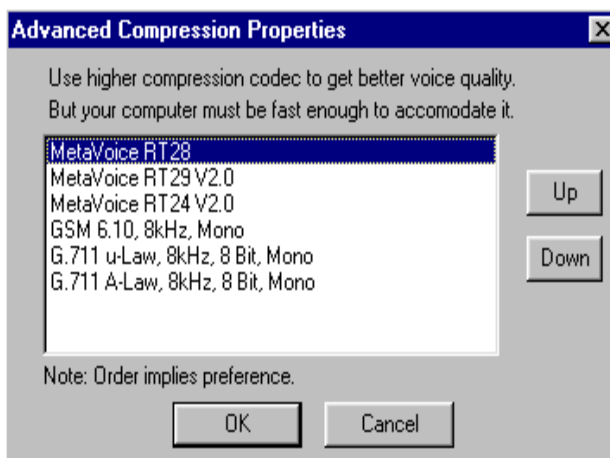 Advanced Compression Properties
Use higher compression codec to get better voice quality.
But your computer must be fast enough to accomodate it.
MetaVoice RT28
MetaVoice RT29 V2.0
MetaVoice RT24 V2.0
GSM 6.10, 8kHz, Mono
G.711 u-Law, 8kHz, 8 Bit, Mono
G.711 A-Law, 8kHz, 8 Bit, Mono
Up
Down
Note: Order implies preference.
OK
Cancel